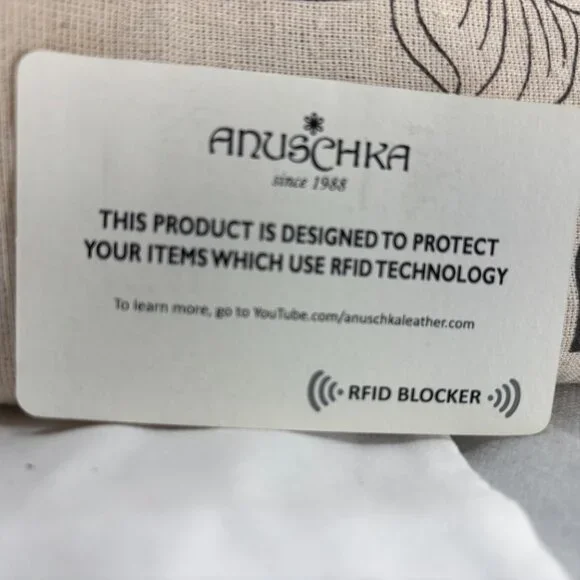 ANUSCHKA
since 1988
THIS PRODUCT IS DESIGNED TO PROTECT
YOUR ITEMS WHICH USE RFID TECHNOLOGY
To learn more, go to YouTube.com/anuschkaleather.com
RFID BLOCKER